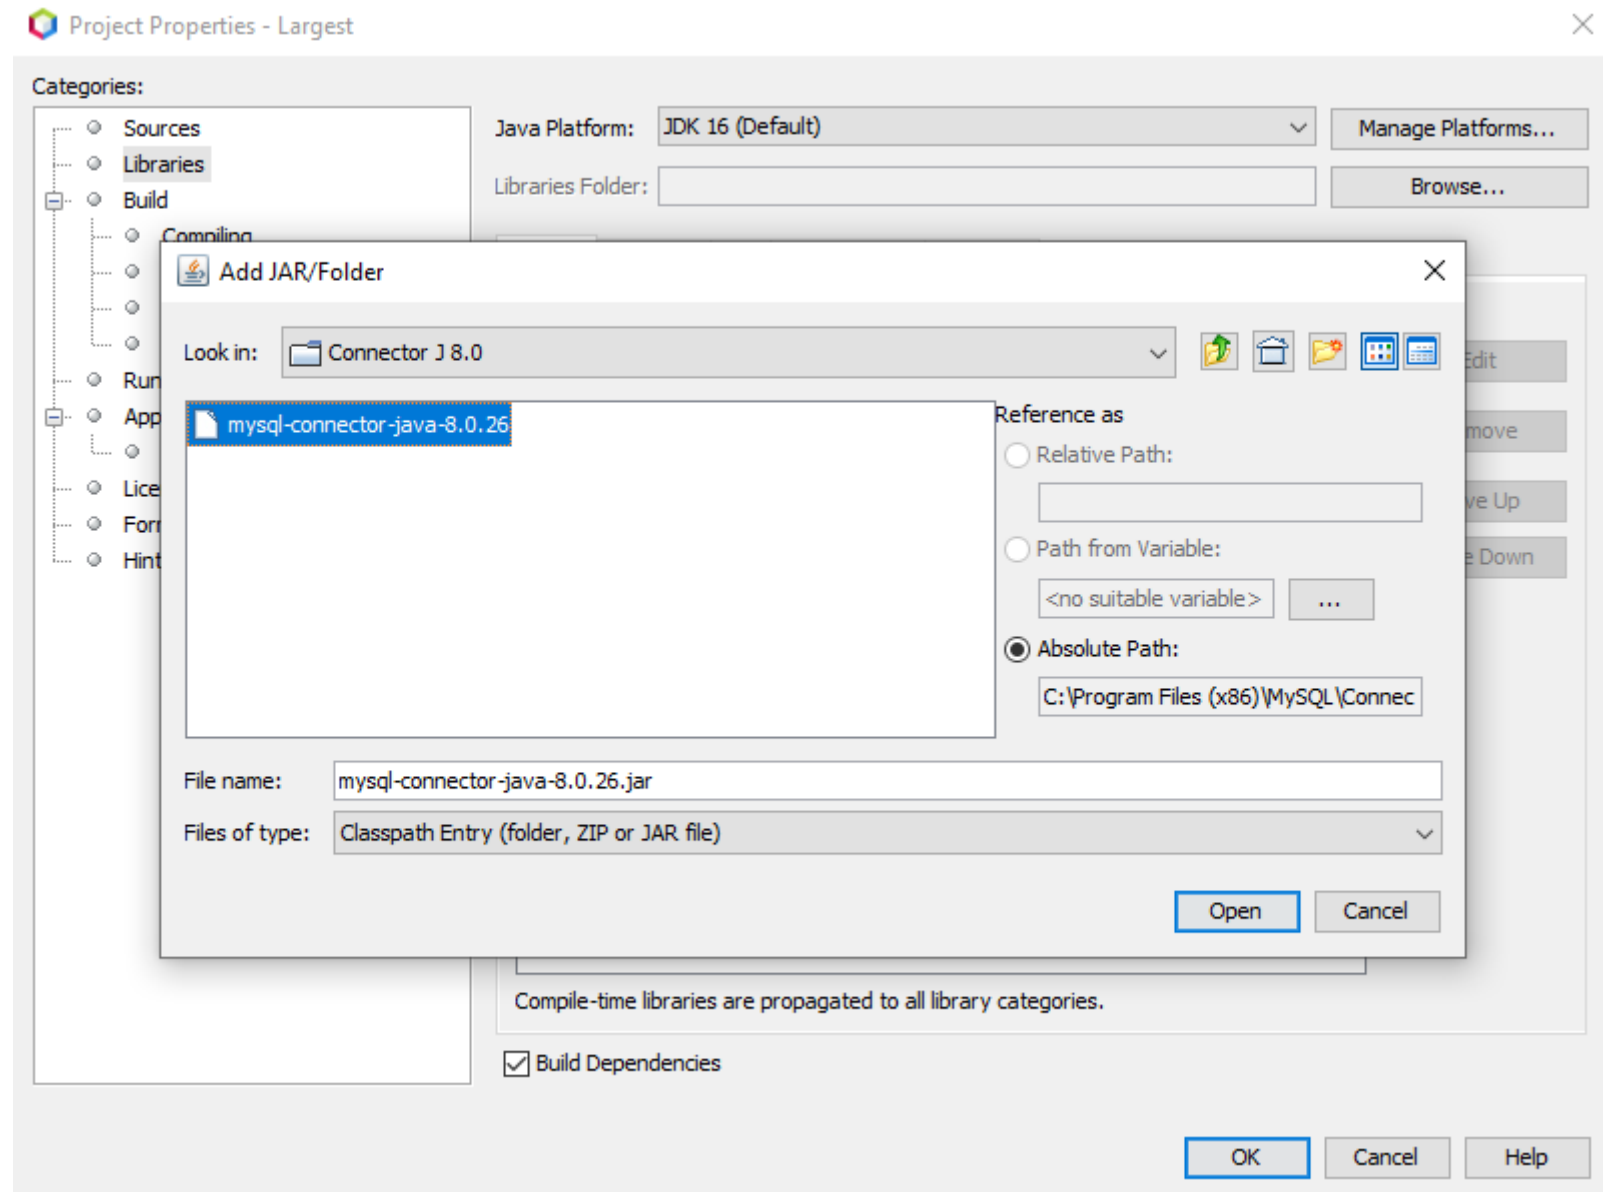 Project Properties - Largest
Categories:
Sources
Libraries
Build
Compiling
Run
App
Lice
Forr
Hint
Java Platform: JDK 16 (Default) Manage Platforms...
Libraries Folder: Browse...
Add JAR/Folder
Look in: Connector J 8.0
mysql-connector-java-8.0.26
Reference as
Relative Path:
Path from Variable:
<no suitable variable> ...
Absolute Path:
C:\Program Files (x86)\MySQL\Connec
File name: mysql-connector-java-8.0.26.jar
Files of type: Classpath Entry (folder, ZIP or JAR file)
Open Cancel
Edit
move
ve Up
e Down
Compile-time libraries are propagated to all library categories.
Build Dependencies
OK Cancel Help